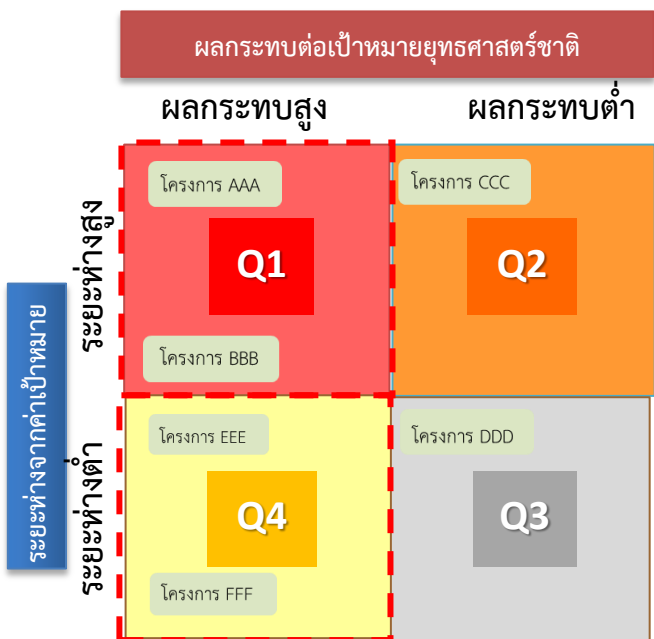 ผลกระทบต่อเป้าหมายยุทธศาสตร์ชาติ
ผลกระทบสูง
ผลกระทบต่ำ
ระยะห่างจากค่าเป้าหมาย
ระยะห่างสูง
โครงการ AAA
โครงการ CCC
Q1
Q2
โครงการ BBB
ระยะห่างต่ำ
โครงการ EEE
โครงการ DDD
Q4
Q3
โครงการ FFF